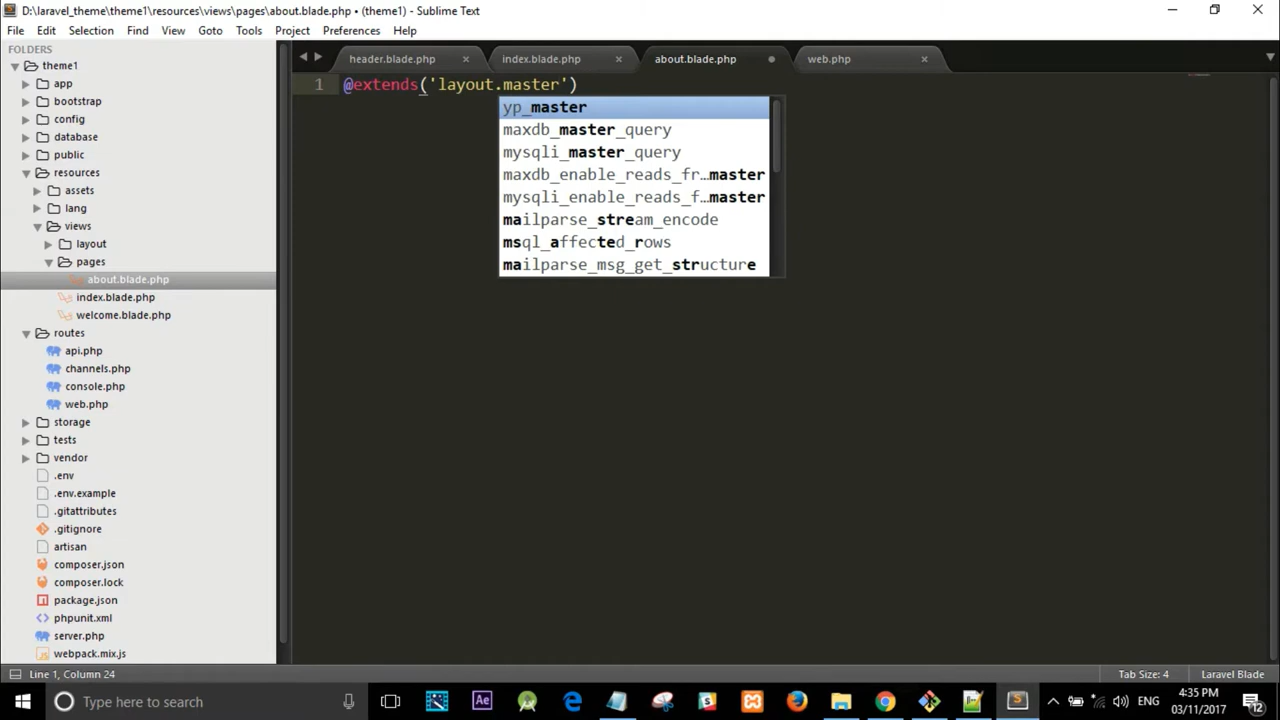 D:\laravel_theme\theme1\resources\views\pages\about.blade.php • (theme1) - Sublime Text
File Edit Selection Find View Goto Tools Project Preferences Help
FOLDERS
theme1
app
bootstrap
config
database
public
resources
assets
lang
views
layout
pages
about.blade.php
index.blade.php
welcome.blade.php
routes
api.php
channels.php
console.php
web.php
storage
tests
vendor
.env
.env.example
.gitattributes
.gitignore
artisan
composer.json
composer.lock
package.json
phpunit.xml
server.php
webpack.mix.js
header.blade.php index.blade.php about.blade.php web.php
1 @extends('layout.master')
yp_master
maxdb_master_query
mysqli_master_query
maxdb_enable_reads_fr…master
mysqli_enable_reads_f…master
mailparse_stream_encode
msql_affected_rows
mailparse_msg_get_structure
Line 1, Column 24 Tab Size: 4 Laravel Blade
Type here to search
Ae
S
S
ENG
4:35 PM
03/11/2017
12